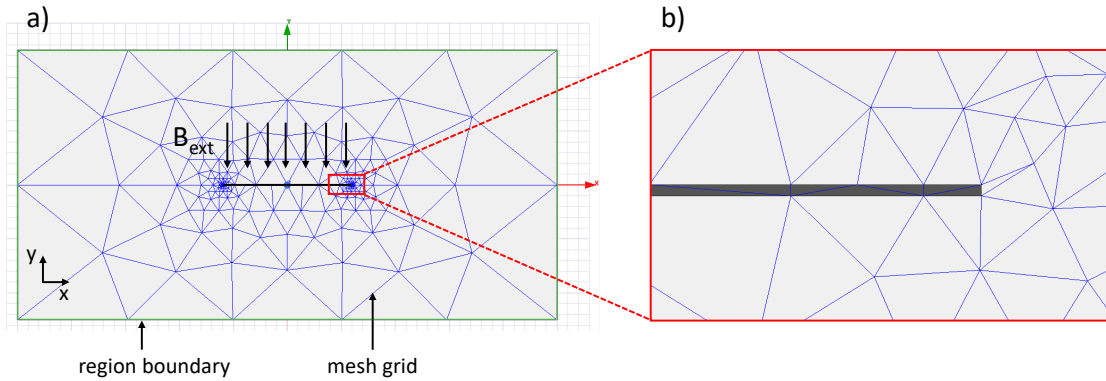 a)
b)
Y
B_ext
X
y
x
region boundary
mesh grid